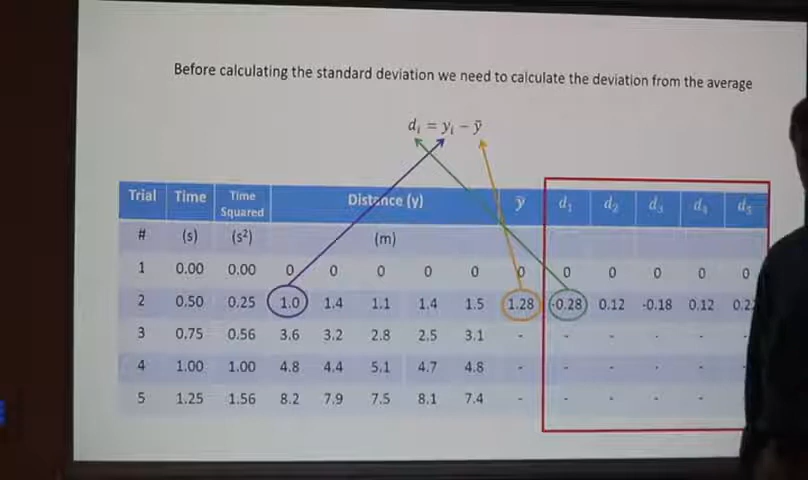 Before calculating the standard deviation we need to calculate the deviation from the average
dᵢ = yᵢ − ȳ
Trial Time Time Squared Distance (y) ȳ d₁ d₂ d₃ d₄ d₅
# (s) (s²) (m)
1 0.00 0.00 0 0 0 0 0 0 0 0 0 0 0
2 0.50 0.25 1.0 1.4 1.1 1.4 1.5 1.28 -0.28 0.12 -0.18 0.12
3 0.75 0.56 3.6 3.2 2.8 2.5 3.1 - - - - -
4 1.00 1.00 4.8 4.4 5.1 4.7 4.8 - - - - -
5 1.25 1.56 8.2 7.9 7.5 8.1 7.4 - - - - -